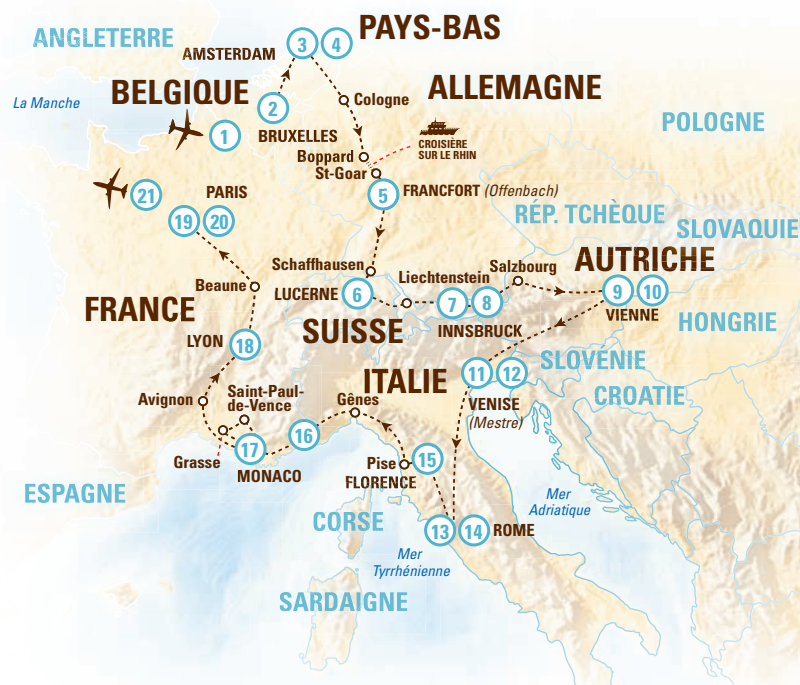 PAYS-BAS
ANGLETERRE
AMSTERDAM
3
4
La Manche
BELGIQUE
ALLEMAGNE
2
Cologne
1
BRUXELLES
POLOGNE
CROISIÈRE
SUR LE RHIN
Boppard
St-Goar
21
PARIS
5
FRANCFORT (Offenbach)
19
20
RÉP. TCHÈQUE
SLOVAQUIE
Schaffhausen
Liechtenstein
Salzbourg
AUTRICHE
Beaune
LUCERNE
6
7
8
9
10
FRANCE
SUISSE
INNSBRUCK
VIENNE
HONGRIE
LYON
18
SLOVÉNIE
ITALIE
11
12
CROATIE
Avignon
Saint-Paul-
de-Vence
Gênes
VENISE
(Mestre)
16
Grasse
17
MONACO
Pise
15
FLORENCE
ESPAGNE
Mer
Adriatique
CORSE
13
14
ROME
Mer
Tyrrhénienne
SARDAIGNE